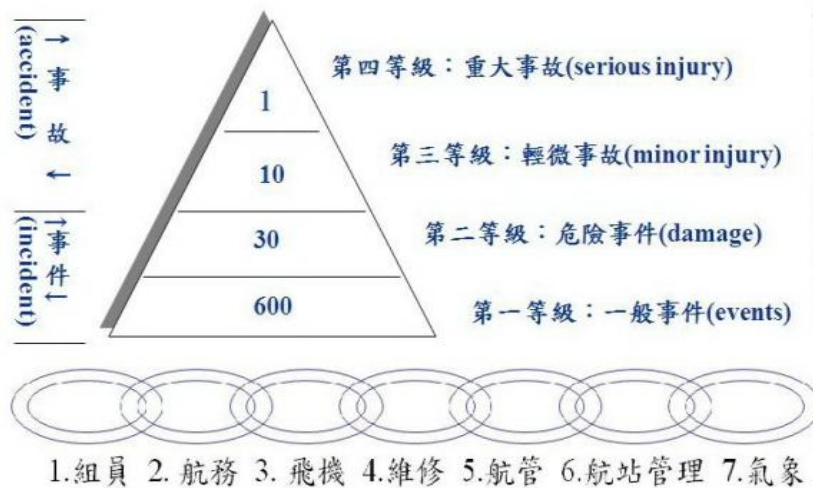 ↑事故↓
(accident)
↑事件↓
(incident)
1
10
30
600
第四等級：重大事故(serious injury)
第三等級：輕微事故(minor injury)
第二等級：危險事件(damage)
第一等級：一般事件(events)
1.組員 2. 航務 3. 飛機 4.維修 5.航管 6.航站管理 7.氣象